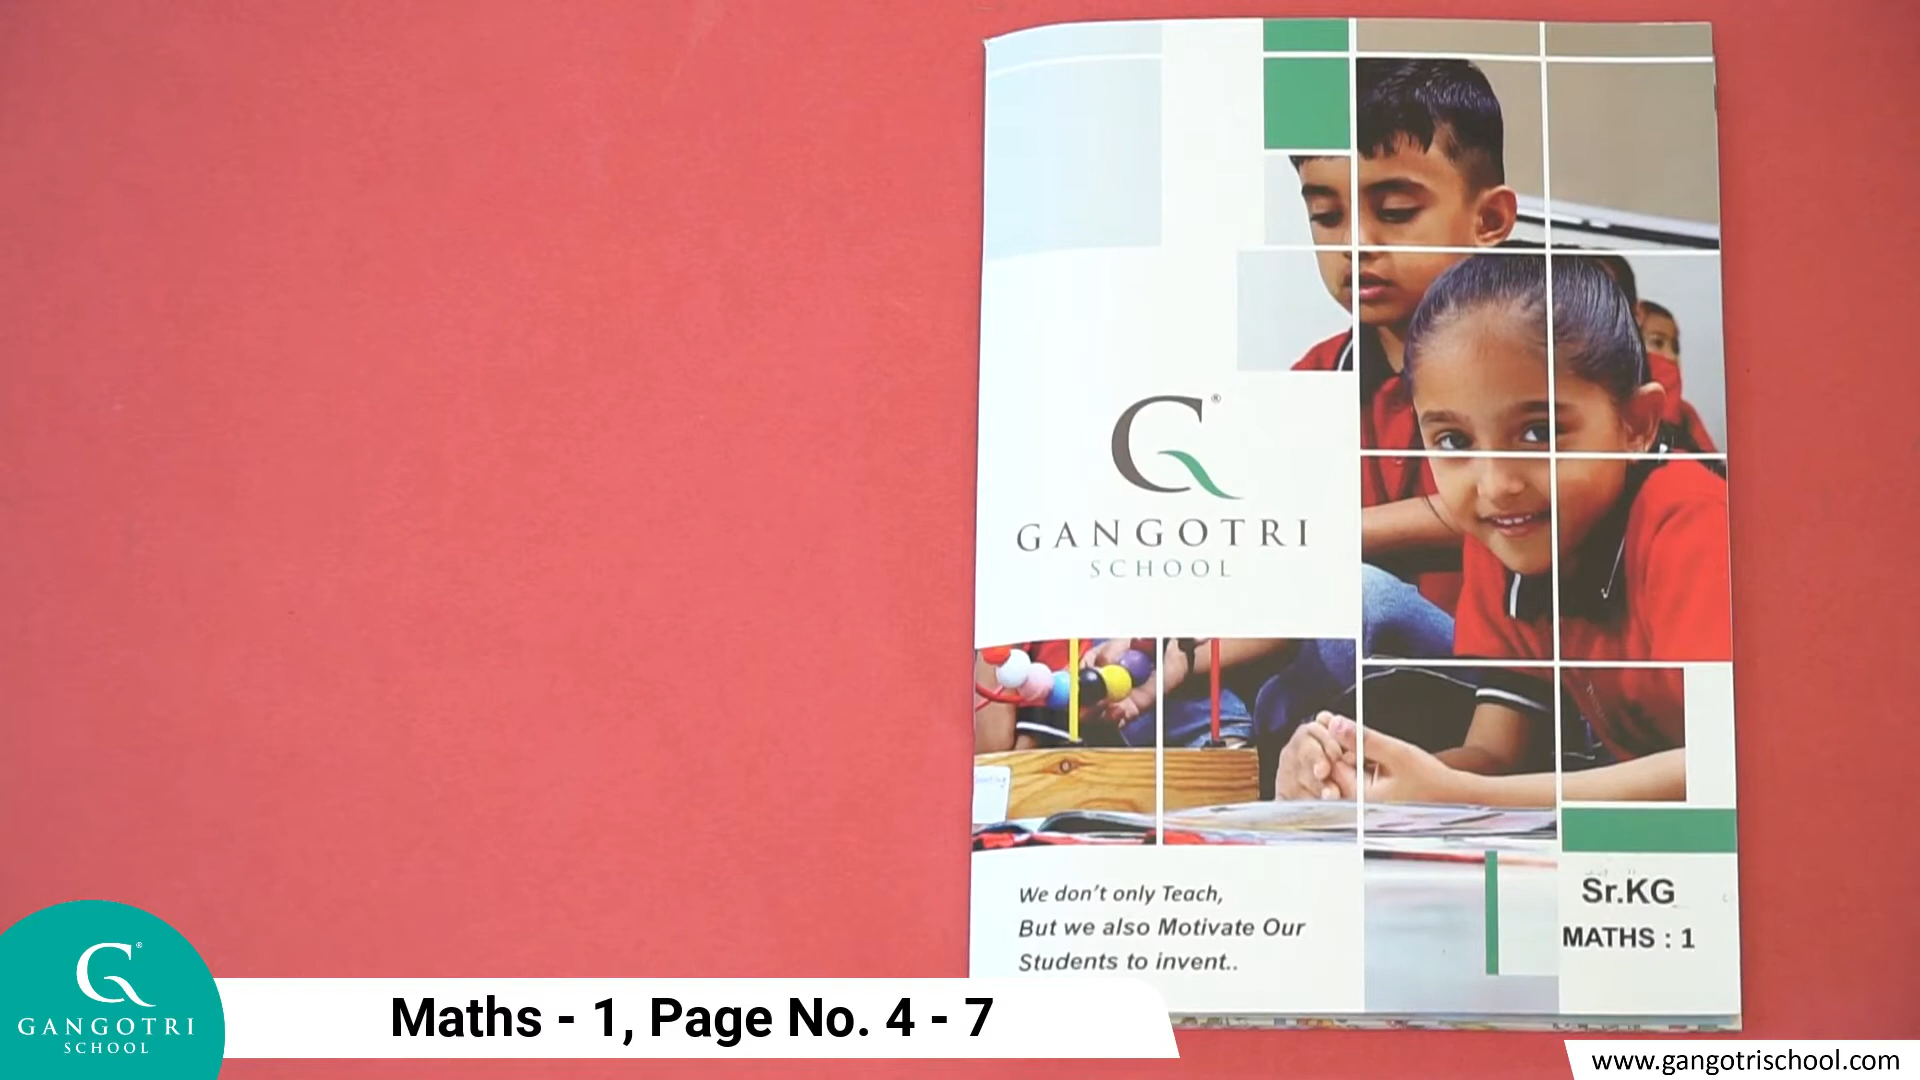 GANGOTRI
SCHOOL
We don't only Teach,
But we also Motivate Our
Students to invent..
Sr.KG
MATHS : 1
GANGOTRI
SCHOOL
Maths - 1, Page No. 4 - 7
www.gangotrischool.com